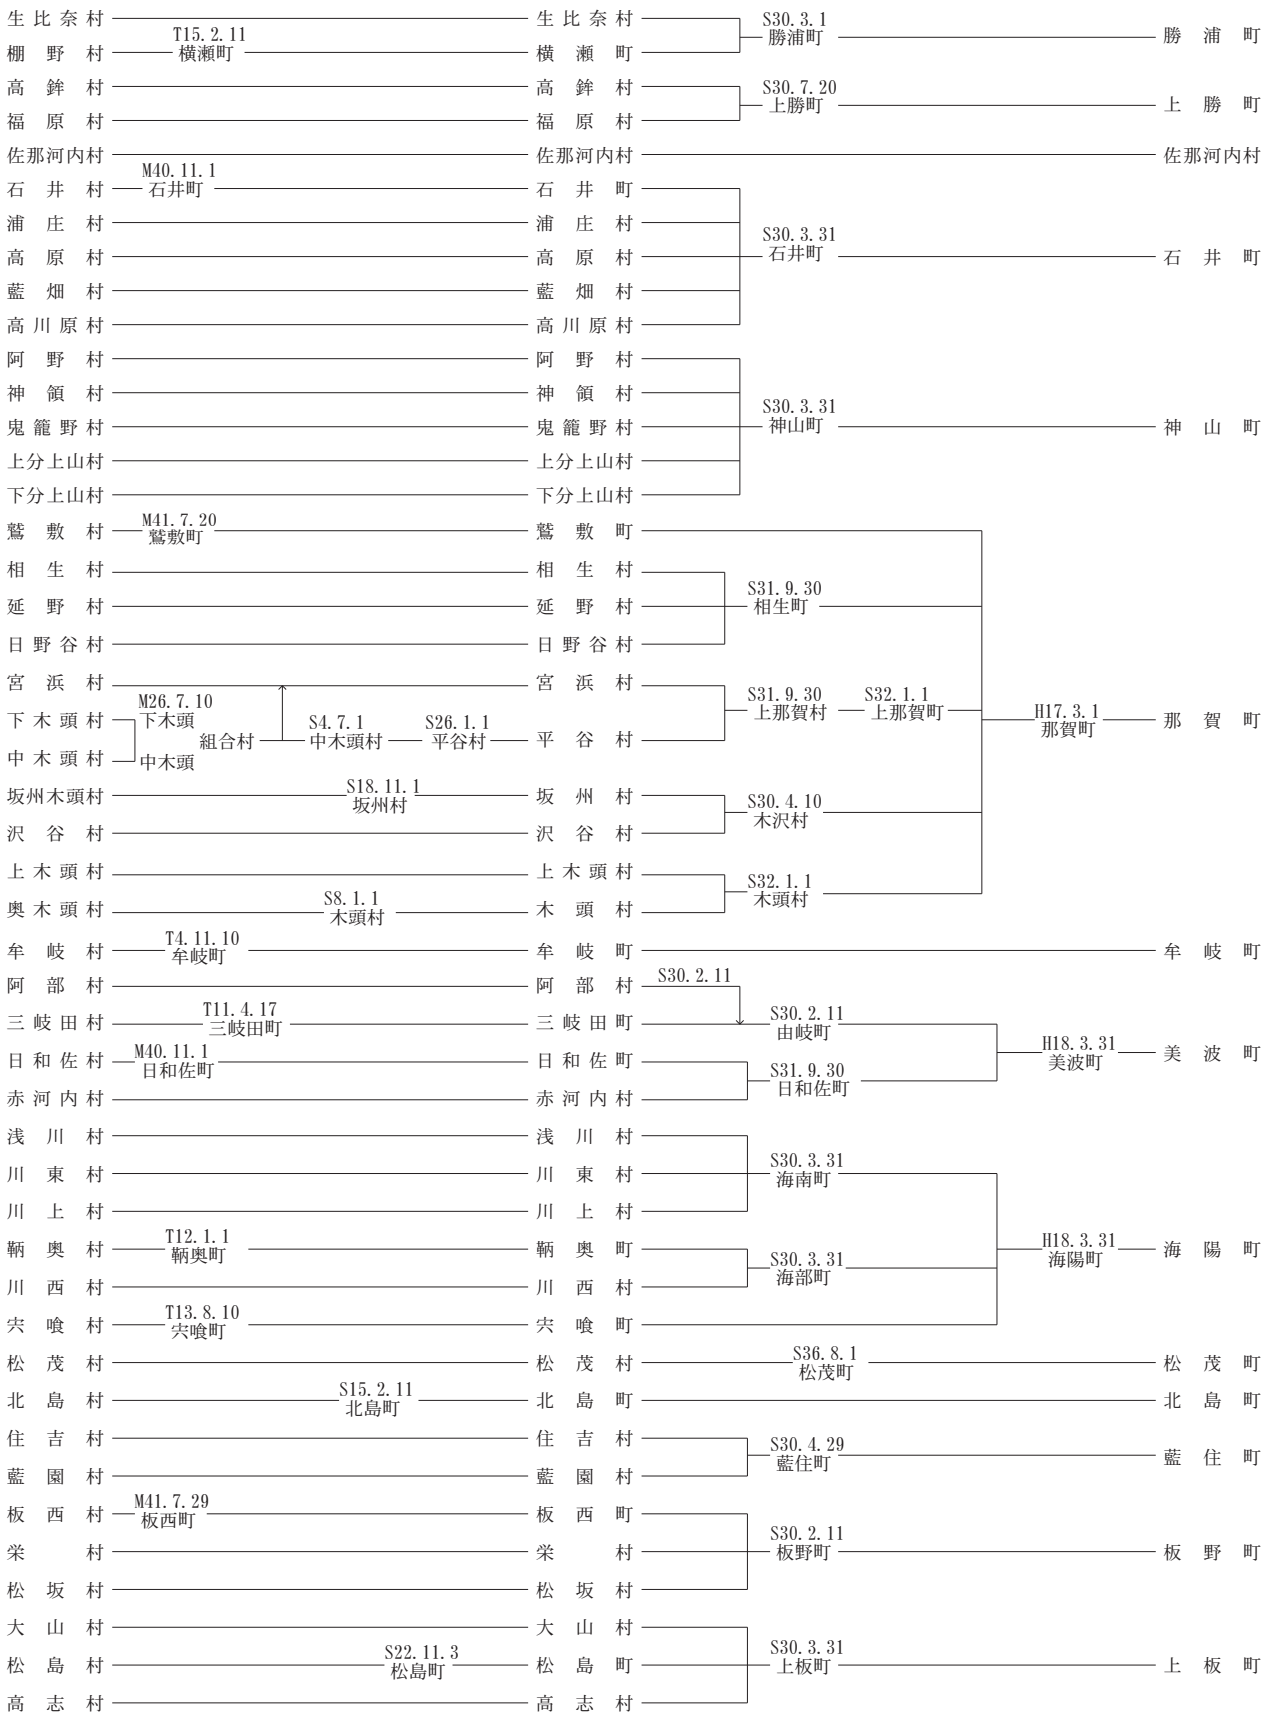 生比奈村 生比奈村 S30.3.1 勝浦町 勝浦町
棚野村 T15.2.11 横瀬町 横瀬町
高鉾村 高鉾村 S30.7.20 上勝町 上勝町
福原村 福原村
佐那河内村 佐那河内村 佐那河内村
石井村 M40.11.1 石井町 石井町
浦庄村 浦庄村
高原村 高原村 S30.3.31 石井町 石井町
藍畑村 藍畑村
高川原村 高川原村
阿野村 阿野村
神領村 神領村
鬼籠野村 鬼籠野村 S30.3.31 神山町 神山町
上分上山村 上分上山村
下分上山村 下分上山村
鷲敷村 M41.7.20 鷲敷町 鷲敷町
相生村 相生村
延野村 延野村 S31.9.30 相生町
日野谷村 日野谷村
宮浜村 宮浜村
S31.9.30 上那賀村 S32.1.1 上那賀町
下木頭村 M26.7.10 下木頭 H17.3.1 那賀町 那賀町
組合村 S4.7.1 中木頭村 S26.1.1 平谷村 平谷村
中木頭村 中木頭
坂州木頭村 S18.11.1 坂州村 坂州村
S30.4.10 木沢村
沢谷村 沢谷村
上木頭村 上木頭村
S32.1.1 木頭村
奥木頭村 S8.1.1 木頭村 木頭村
牟岐村 T4.11.10 牟岐町 牟岐町 牟岐町
阿部村 阿部村 S30.2.11
三岐田村 T11.4.17 三岐田町 三岐田町 S30.2.11 由岐町
H18.3.31 美波町 美波町
日和佐村 M40.11.1 日和佐町 日和佐町
S31.9.30 日和佐町
赤河内村 赤河内村
浅川村 浅川村
川東村 川東村 S30.3.31 海南町
川上村 川上村
鞆奥村 T12.1.1 鞆奥町 鞆奥町 H18.3.31 海陽町 海陽町
S30.3.31 海部町
川西村 川西村
宍喰村 T13.8.10 宍喰町 宍喰町
松茂村 松茂村 S36.8.1 松茂町 松茂町
北島村 S15.2.11 北島町 北島町 北島町
住吉村 住吉村
S30.4.29 藍住町 藍住町
藍園村 藍園村
板西村 M41.7.29 板西町 板西町
栄村 栄村 S30.2.11 板野町 板野町
松坂村 松坂村
大山村 大山村
松島村 S22.11.3 松島町 松島町 S30.3.31 上板町 上板町
高志村 高志村